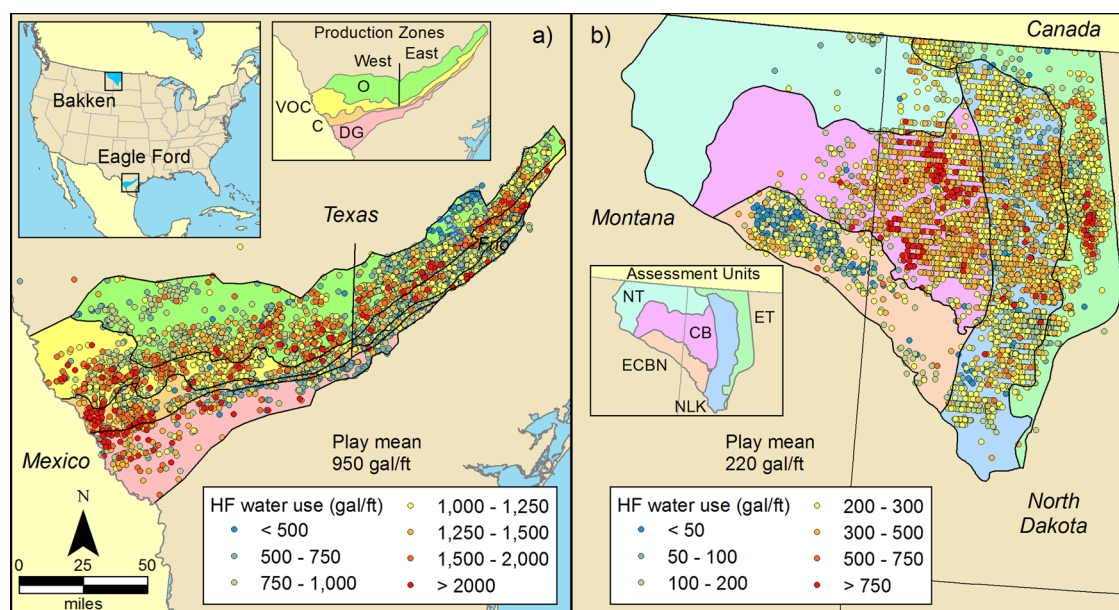 a)
Bakken
Eagle Ford
Production Zones
West
East
O
VOC
C
DG
Texas
Frio
Mexico
Play mean
950 gal/ft
N
0 25 50
miles
HF water use (gal/ft)
< 500
500 - 750
750 - 1,000
1,000 - 1,250
1,250 - 1,500
1,500 - 2,000
> 2000
b)
Canada
Montana
Assessment Units
NT
ET
CB
ECBN
NLK
Play mean
220 gal/ft
North
Dakota
HF water use (gal/ft)
< 50
50 - 100
100 - 200
200 - 300
300 - 500
500 - 750
> 750